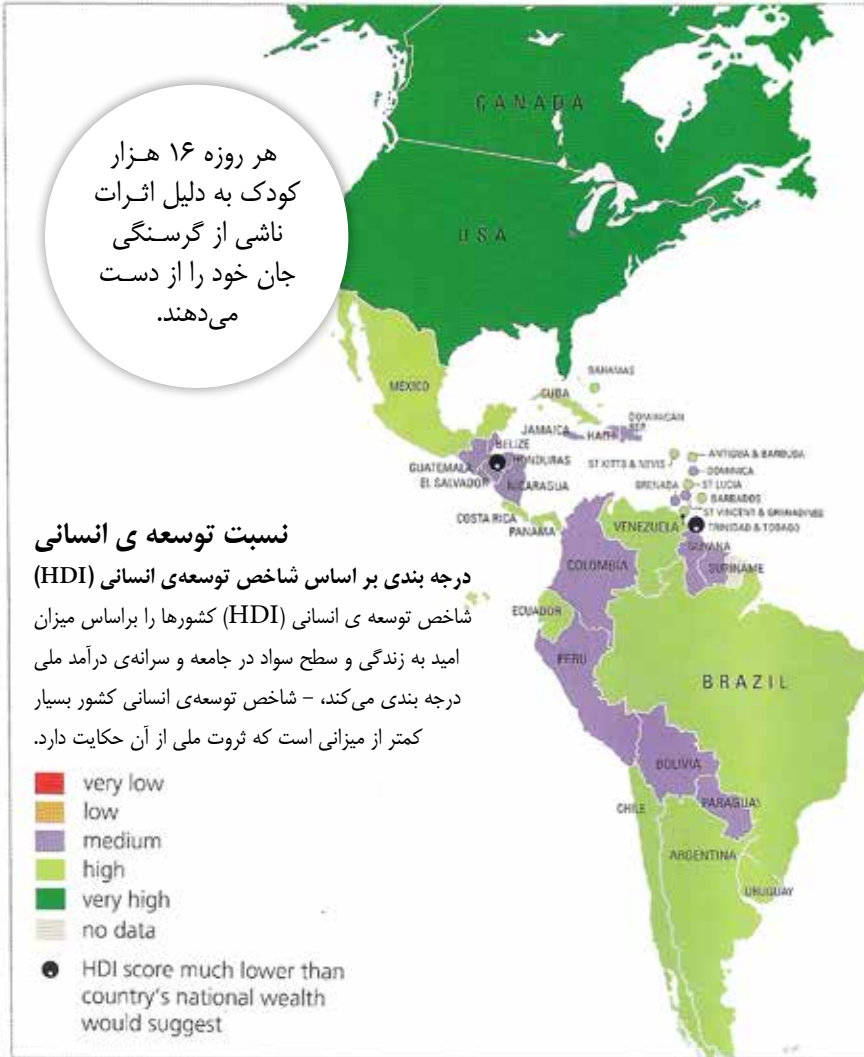 هر روزه ۱۶ هـزار
کودک به دلیل اثـرات
ناشی از گرسـنگی
جان خود را از دسـت
می‌دهند.
CANADA
USA
MEXICO
BAHAMAS
CUBA
DOMINICAN
REP
JAMAICA
HAITI
BELIZE
GUATEMALA
HONDURAS
EL SALVADOR
NICARAGUA
ST KITTS & NEVIS
ANTIGUA & BARBUDA
DOMINICA
GRENADA
ST LUCIA
BARBADOS
ST VINCENT & GRENADINES
TRINIDAD & TOBAGO
COSTA RICA
PANAMA
VENEZUELA
GUYANA
SURINAME
COLOMBIA
ECUADOR
PERU
BRAZIL
BOLIVIA
PARAGUAY
CHILE
ARGENTINA
URUGUAY
نسبت توسعه ی انسانی
درجه بندی بر اساس شاخص توسعه‌ی انسانی (HDI)
شاخص توسعه ی انسانی (HDI) کشورها را براساس میزان
امید به زندگی و سطح سواد در جامعه و سرانه‌ی درآمد ملی
درجه بندی می‌کند، – شاخص توسعه‌ی انسانی کشور بسیار
کمتر از میزانی است که ثروت ملی از آن حکایت دارد.
very low
low
medium
high
very high
no data
HDI score much lower than
country's national wealth
would suggest